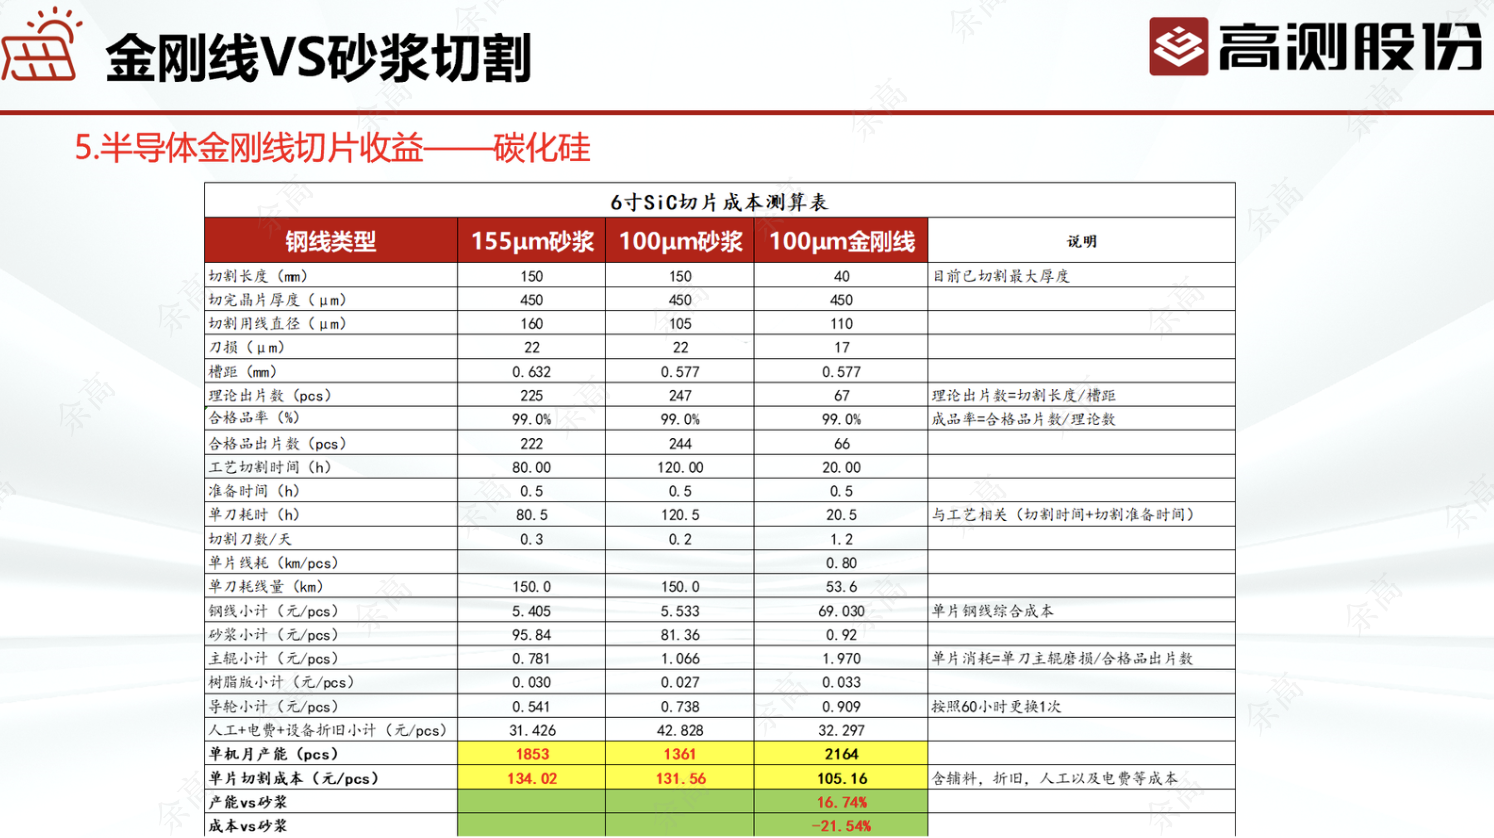 金刚线VS砂浆切割
高测股份
5.半导体金刚线切片收益——碳化硅
6寸SiC切片成本测算表
钢线类型 155μm砂浆 100μm砂浆 100μm金刚线 说明
切割长度（mm） 150 150 40 目前已切割最大厚度
切完晶片厚度（μm） 450 450 450
切割用线直径（μm） 160 105 110
刀损（μm） 22 22 17
槽距（mm） 0.632 0.577 0.577
理论出片数（pcs） 225 247 67 理论出片数=切割长度/槽距
合格品率（%） 99.0% 99.0% 99.0% 成品率=合格品片数/理论数
合格品出片数（pcs） 222 244 66
工艺切割时间（h） 80.00 120.00 20.00
准备时间（h） 0.5 0.5 0.5
单刀耗时（h） 80.5 120.5 20.5 与工艺相关（切割时间+切割准备时间）
切割刀数/天 0.3 0.2 1.2
单片线耗（km/pcs） 0.80
单刀耗线量（km） 150.0 150.0 53.6
钢线小计（元/pcs） 5.405 5.533 69.030 单片钢线综合成本
砂浆小计（元/pcs） 95.84 81.36 0.92
主辊小计（元/pcs） 0.781 1.066 1.970 单片消耗=单刀主辊磨损/合格品出片数
树脂版小计（元/pcs） 0.030 0.027 0.033
导轮小计（元/pcs） 0.541 0.738 0.909 按照60小时更换1次
人工+电费+设备折旧小计（元/pcs） 31.426 42.828 32.297
单机月产能（pcs） 1853 1361 2164
单片切割成本（元/pcs） 134.02 131.56 105.16 含辅料，折旧，人工以及电费等成本
产能vs砂浆 16.74%
成本vs砂浆 -21.54%
余高